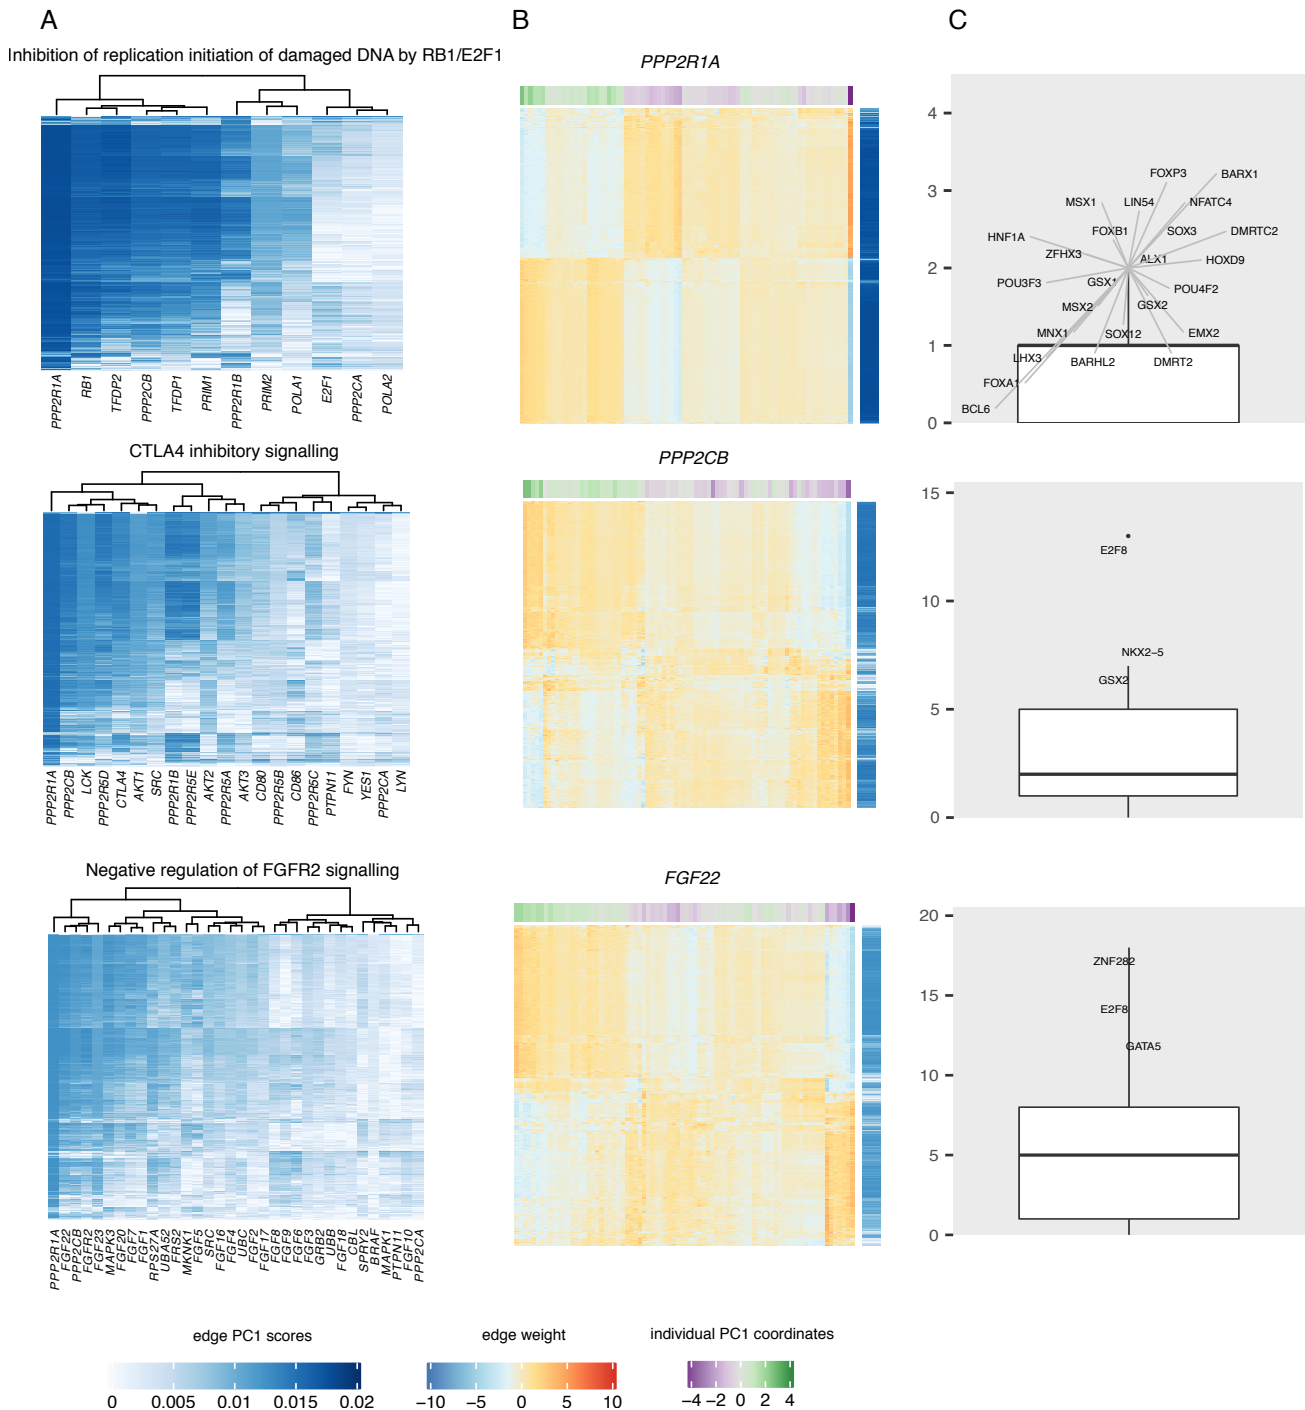 A
B
C
Inhibition of replication initiation of damaged DNA by RB1/E2F1
PPP2R1A
RB1
TFDP2
PPP2CB
TFDP1
PRIM1
PPP2R1B
PRIM2
POLA1
E2F1
PPP2CA
POLA2
PPP2R1A
4
3
2
1
0
FOXP3
BARX1
MSX1
LIN54
NFATC4
HNF1A
FOXB1
SOX3
DMRTC2
ZFHX3
ALX1
HOXD9
POU3F3
GSX1
POU4F2
MSX2
GSX2
MNX1
SOX12
EMX2
LHX3
BARHL2
DMRT2
FOXA1
BCL6
CTLA4 inhibitory signalling
PPP2R1A
PPP2CB
LCK
PPP2R5D
CTLA4
AKT1
SRC
PPP2R1B
PPP2R5E
AKT2
PPP2R5A
AKT3
CD80
PPP2R5B
CD86
PPP2R5C
PTPN11
FYN
YES1
PPP2CA
LYN
PPP2CB
15
10
5
0
E2F8
NKX2−5
GSX2
Negative regulation of FGFR2 signalling
PPP2R1A
FGF22
PPP2CB
FGFR2
FGF23
MAPK3
FGF20
FGF7
FGF1
RPS27A
UBA52
FRS2
MKNK1
FGF5
SRC
FGF16
FGF4
UBC
FGF2
FGF17
FGF8
FGF9
FGF6
FGF3
GRB2
UBB
FGF18
CBL
SPRY2
BRAF
MAPK1
PTPN11
FGF10
PPP2CA
FGF22
20
15
10
5
0
ZNF282
E2F8
GATA5
edge PC1 scores
0 0.005 0.01 0.015 0.02
edge weight
−10 −5 0 5 10
individual PC1 coordinates
−4 −2 0 2 4